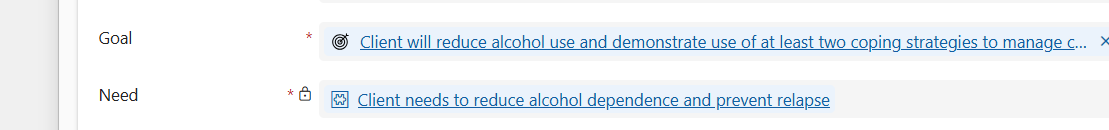 Goal * Client will reduce alcohol use and demonstrate use of at least two coping strategies to manage c...
Need * Client needs to reduce alcohol dependence and prevent relapse